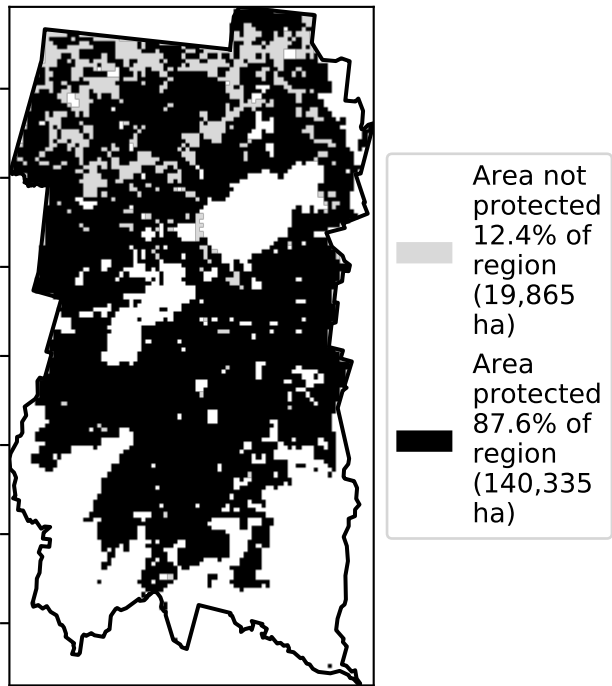 Area not
protected
12.4% of
region
(19,865
ha)
Area
protected
87.6% of
region
(140,335
ha)